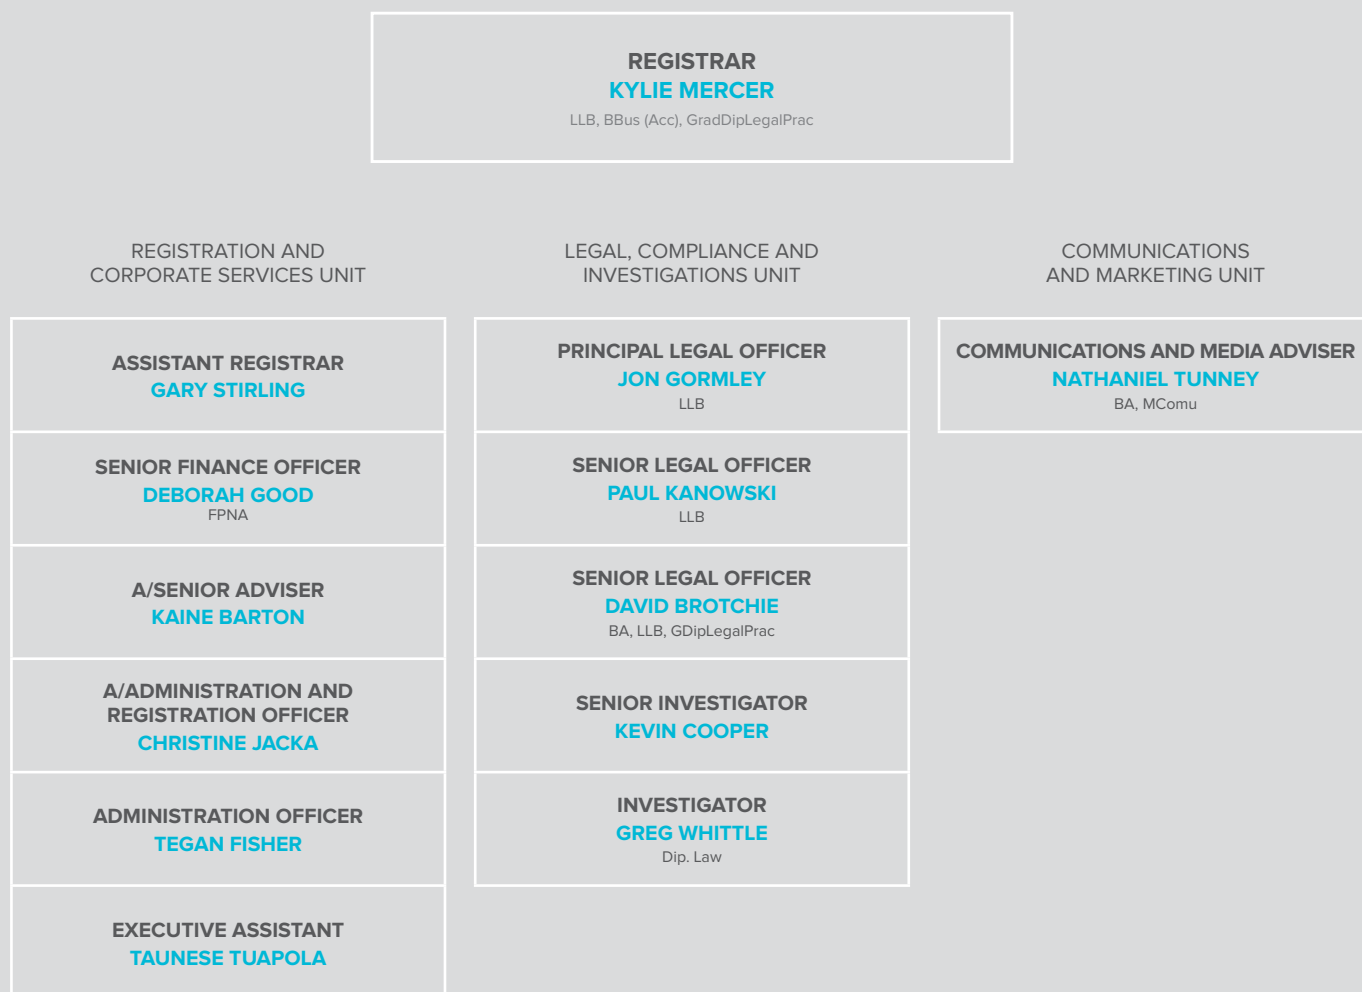 REGISTRAR
KYLIE MERCER
LLB, BBus (Acc), GradDipLegalPrac
REGISTRATION AND
CORPORATE SERVICES UNIT
ASSISTANT REGISTRAR
GARY STIRLING
SENIOR FINANCE OFFICER
DEBORAH GOOD
FPNA
A/SENIOR ADVISER
KAINE BARTON
A/ADMINISTRATION AND
REGISTRATION OFFICER
CHRISTINE JACKA
ADMINISTRATION OFFICER
TEGAN FISHER
EXECUTIVE ASSISTANT
TAUNESE TUAPOLA
LEGAL, COMPLIANCE AND
INVESTIGATIONS UNIT
PRINCIPAL LEGAL OFFICER
JON GORMLEY
LLB
SENIOR LEGAL OFFICER
PAUL KANOWSKI
LLB
SENIOR LEGAL OFFICER
DAVID BROTCHIE
BA, LLB, GDipLegalPrac
SENIOR INVESTIGATOR
KEVIN COOPER
INVESTIGATOR
GREG WHITTLE
Dip. Law
COMMUNICATIONS
AND MARKETING UNIT
COMMUNICATIONS AND MEDIA ADVISER
NATHANIEL TUNNEY
BA, MComu